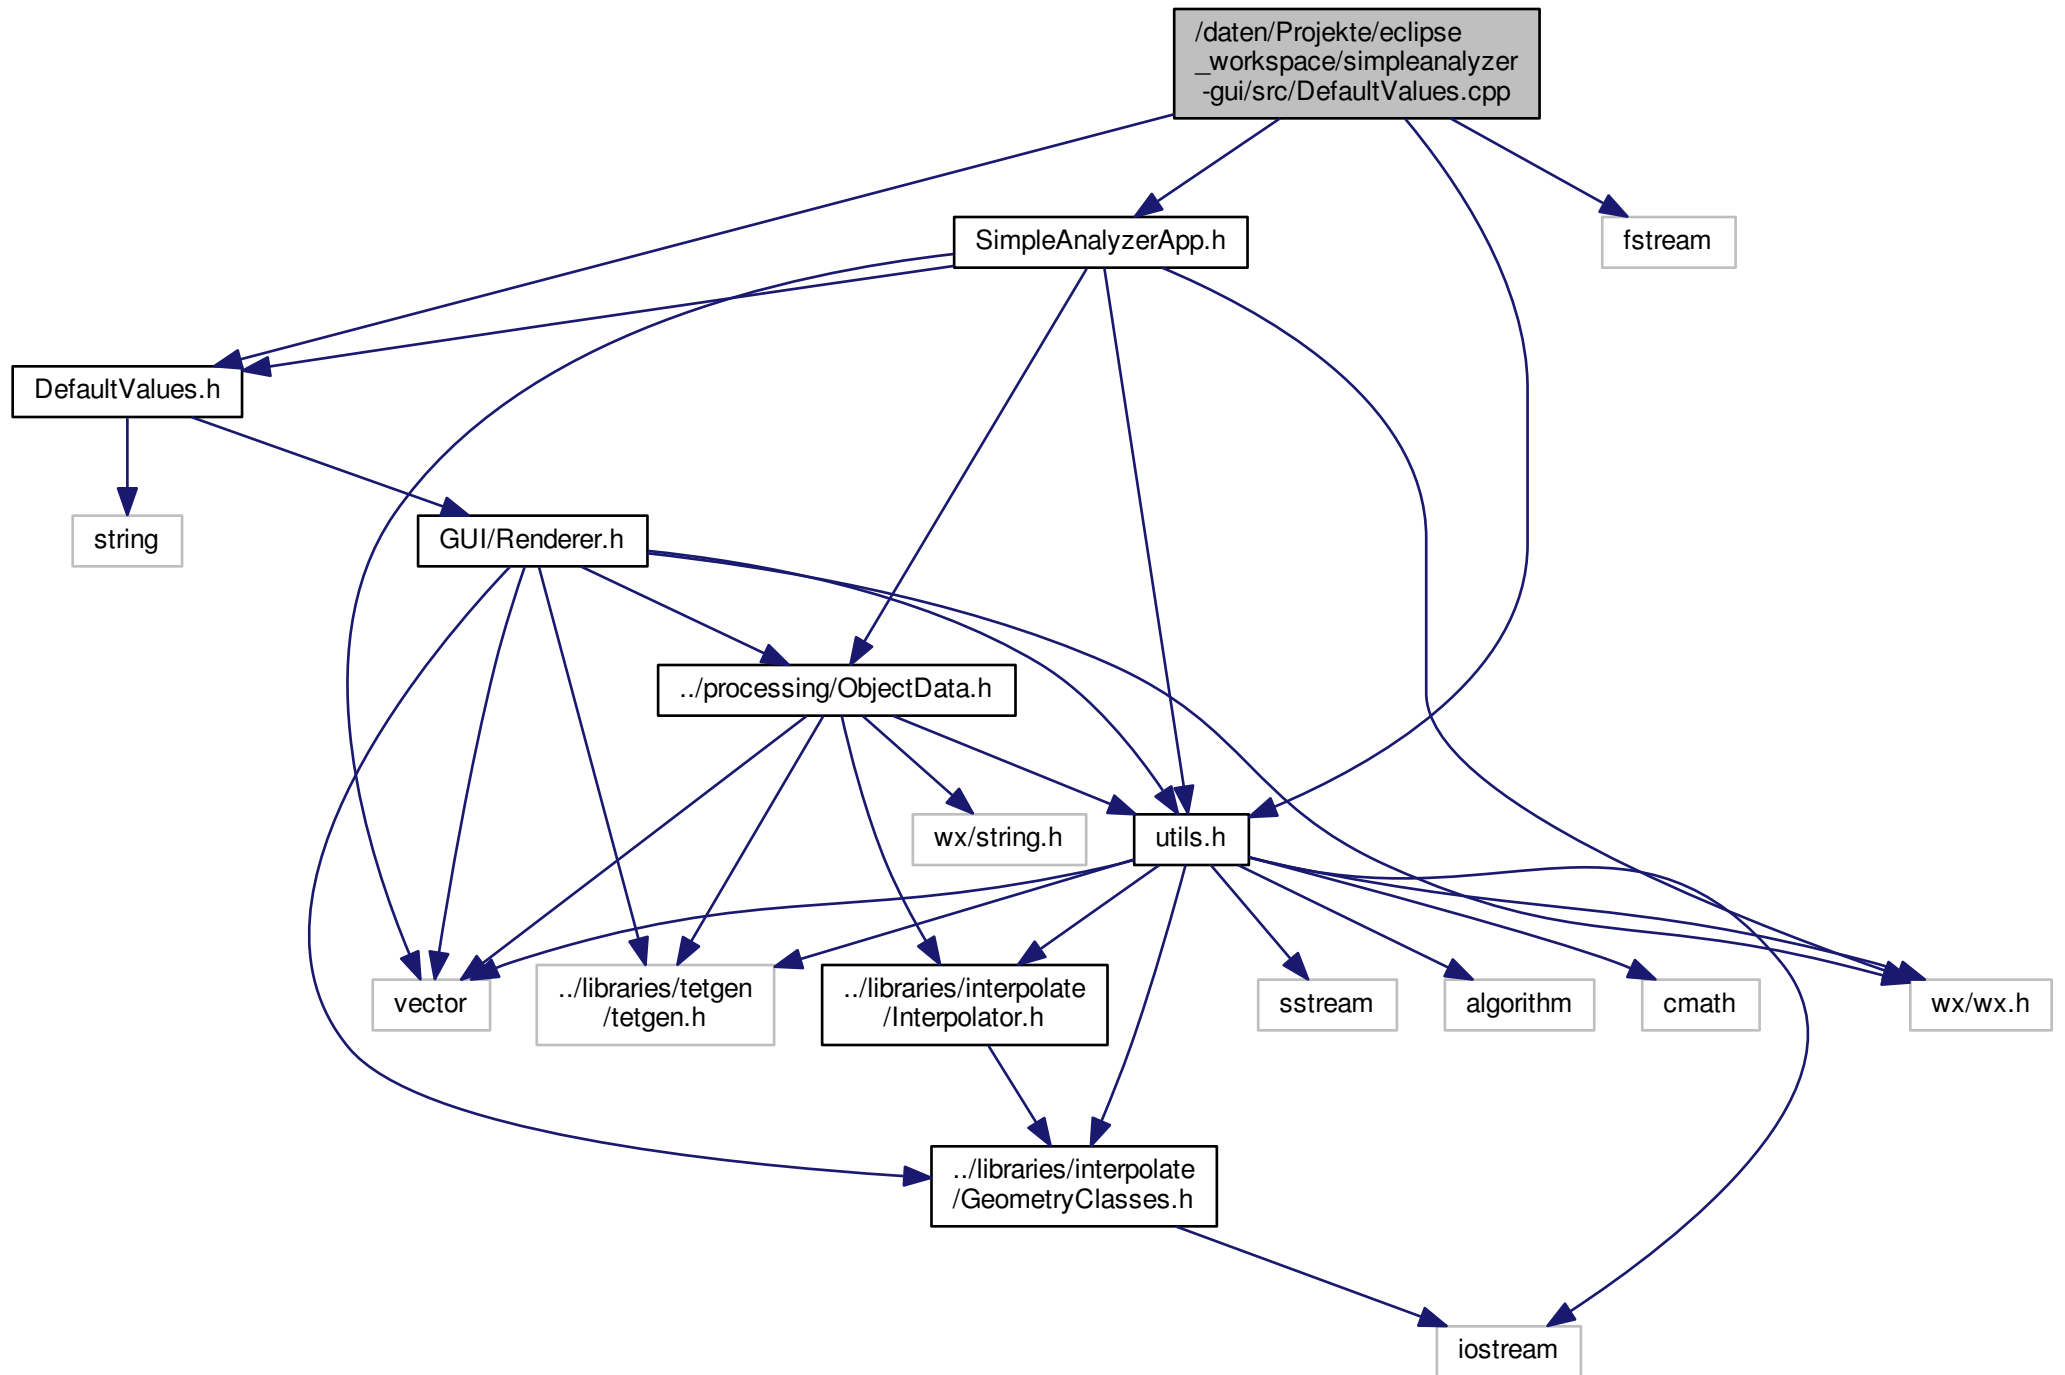 /daten/Projekte/eclipse
_workspace/simpleanalyzer
-gui/src/DefaultValues.cpp
SimpleAnalyzerApp.h
fstream
DefaultValues.h
string
GUI/Renderer.h
../processing/ObjectData.h
wx/string.h
utils.h
vector
../libraries/tetgen
/tetgen.h
../libraries/interpolate
/Interpolator.h
sstream
algorithm
cmath
wx/wx.h
../libraries/interpolate
/GeometryClasses.h
iostream